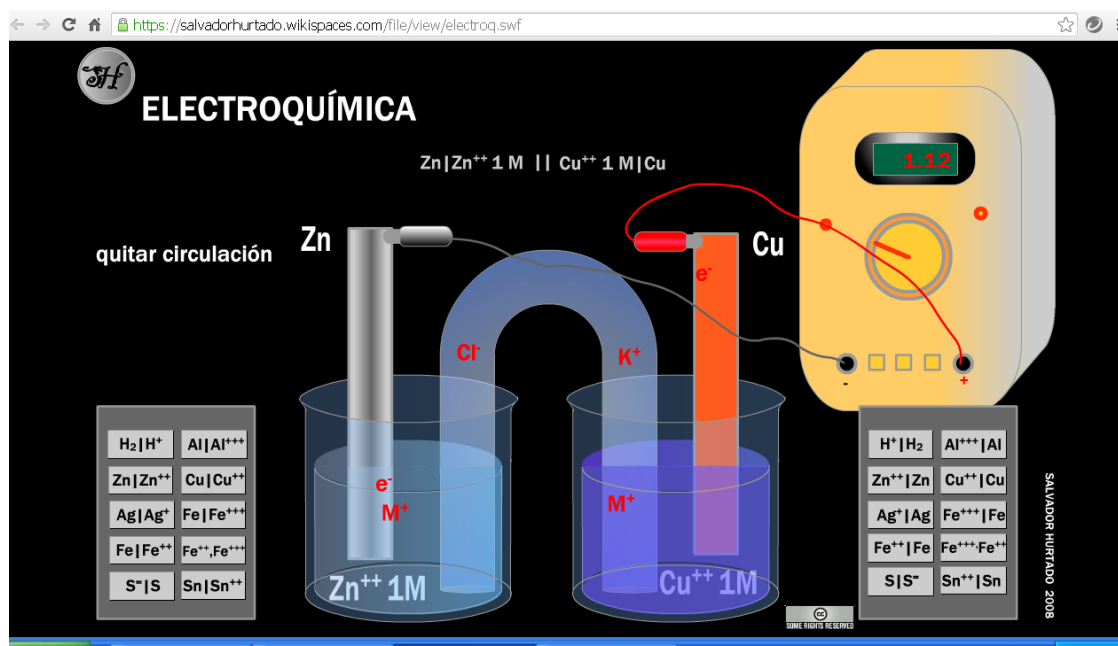 https://salvadorhurtado.wikispaces.com/file/view/electroq.swf
SH
ELECTROQUÍMICA
Zn|Zn⁺⁺ 1 M || Cu⁺⁺ 1 M|Cu
1.12
quitar circulación
Zn
Cu
e⁻
Cl⁻
K⁺
- +
e⁻
M⁺
M⁺
Zn⁺⁺ 1M
Cu⁺⁺ 1M
H₂|H⁺ Al|Al⁺⁺⁺
Zn|Zn⁺⁺ Cu|Cu⁺⁺
Ag|Ag⁺ Fe|Fe⁺⁺⁺
Fe|Fe⁺⁺ Fe⁺⁺,Fe⁺⁺⁺
S⁼|S Sn|Sn⁺⁺
H⁺|H₂ Al⁺⁺⁺|Al
Zn⁺⁺|Zn Cu⁺⁺|Cu
Ag⁺|Ag Fe⁺⁺⁺|Fe
Fe⁺⁺|Fe Fe⁺⁺⁺,Fe⁺⁺
S|S⁼ Sn⁺⁺|Sn
SALVADOR HURTADO 2008
cc
SOME RIGHTS RESERVED